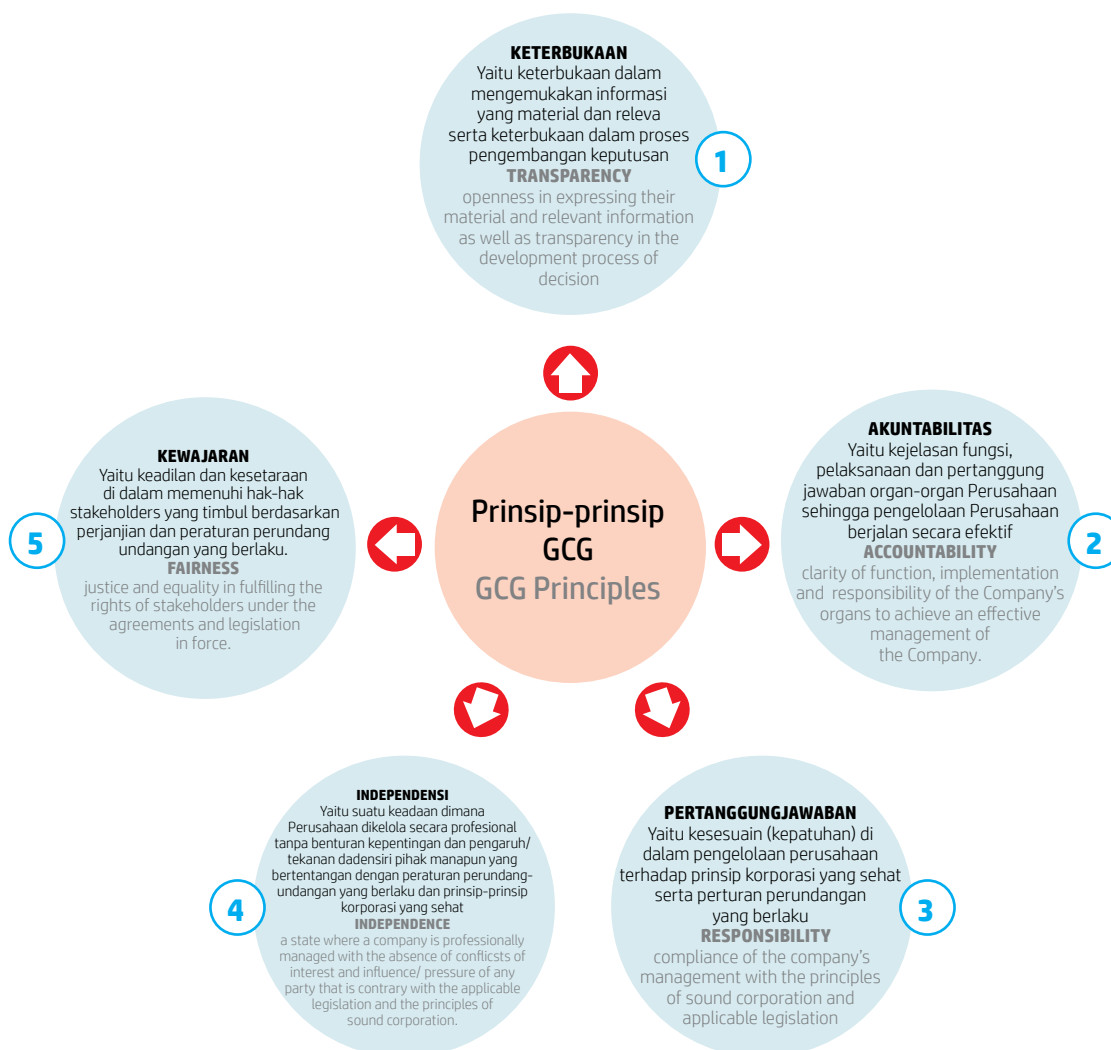 KETERBUKAAN
Yaitu keterbukaan dalam
mengemukakan informasi
yang material dan releva
serta keterbukaan dalam proses
pengembangan keputusan
TRANSPARENCY
openness in expressing their
material and relevant information
as well as transparency in the
development process of
decision
1
Prinsip-prinsip
GCG
GCG Principles
AKUNTABILITAS
Yaitu kejelasan fungsi,
pelaksanaan dan pertanggung
jawaban organ-organ Perusahaan
sehingga pengelolaan Perusahaan
berjalan secara efektif
ACCOUNTABILITY
clarity of function, implementation
and responsibility of the Company's
organs to achieve an effective
management of
the Company.
2
PERTANGGUNGJAWABAN
Yaitu kesesuain (kepatuhan) di
dalam pengelolaan perusahaan
terhadap prinsip korporasi yang sehat
serta perturan perundangan
yang berlaku
RESPONSIBILITY
compliance of the company's
management with the principles
of sound corporation and
applicable legislation
3
INDEPENDENSI
Yaitu suatu keadaan dimana
Perusahaan dikelola secara profesional
tanpa benturan kepentingan dan pengaruh/
tekanan dadensiri pihak manapun yang
bertentangan dengan peraturan perundang-
undangan yang berlaku dan prinsip-prinsip
korporasi yang sehat
INDEPENDENCE
a state where a company is professionally
managed with the absence of conflicsts of
interest and influence/ pressure of any
party that is contrary with the applicable
legislation and the principles of
sound corporation.
4
KEWAJARAN
Yaitu keadilan dan kesetaraan
di dalam memenuhi hak-hak
stakeholders yang timbul berdasarkan
perjanjian dan peraturan perundang
undangan yang berlaku.
FAIRNESS
justice and equality in fulfilling the
rights of stakeholders under the
agreements and legislation
in force.
5